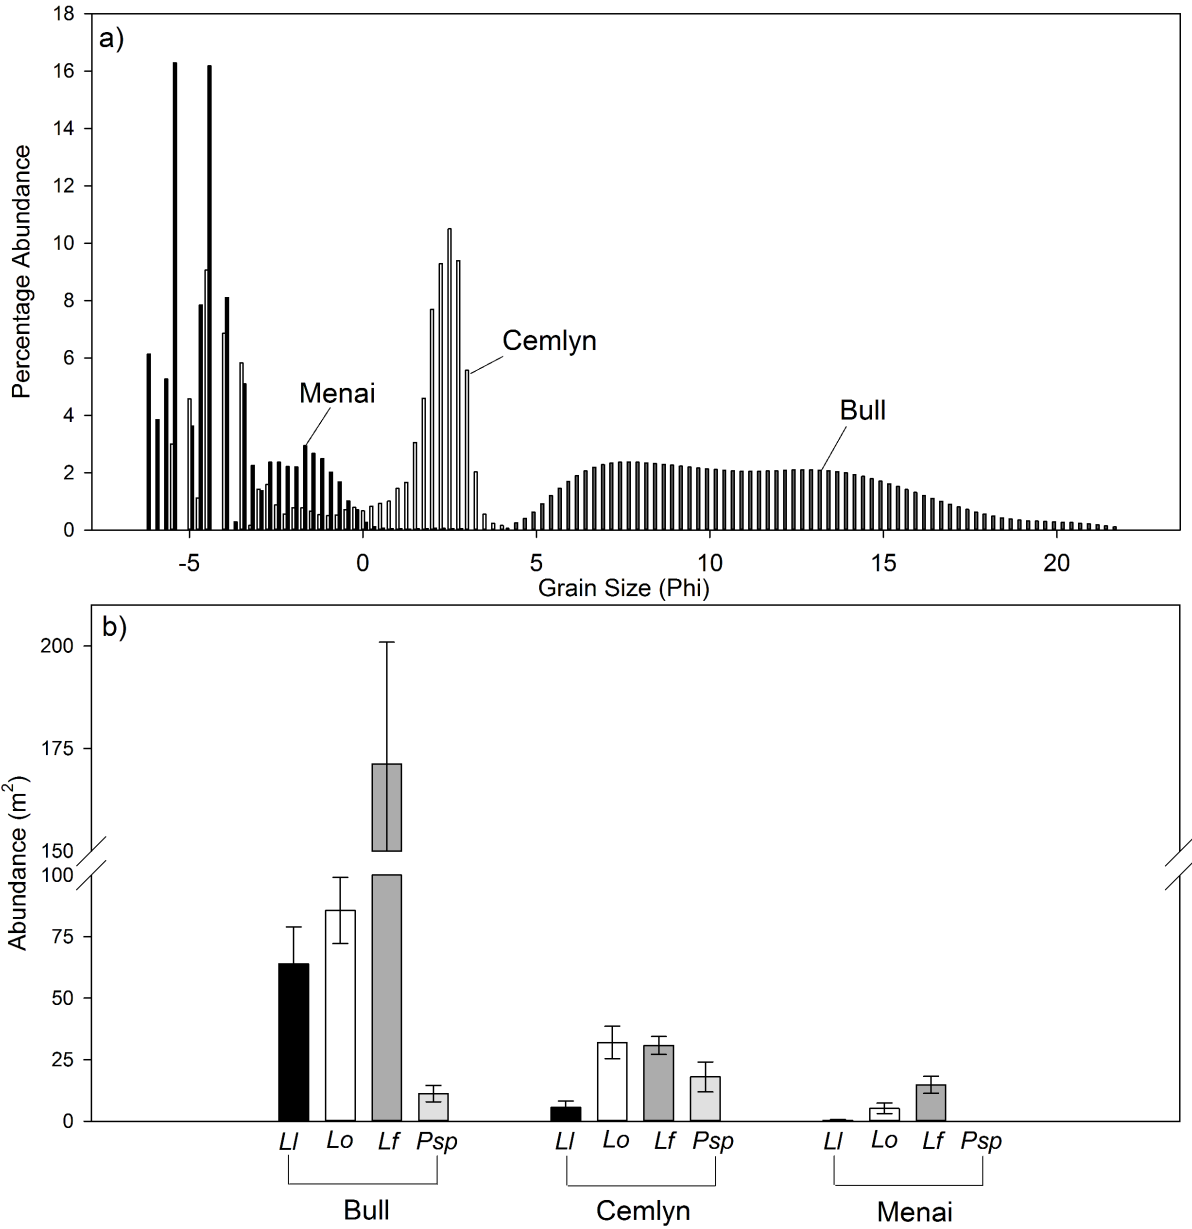 18
a)
16
14
12
10
8
6
4
2
0
Percentage Abundance
Menai
Cemlyn
Bull
-5 0 5 10 15 20
Grain Size (Phi)
b)
200
175
150
100
75
50
25
0
Abundance (m²)
Ll Lo Lf Psp Ll Lo Lf Psp Ll Lo Lf Psp
Bull Cemlyn Menai